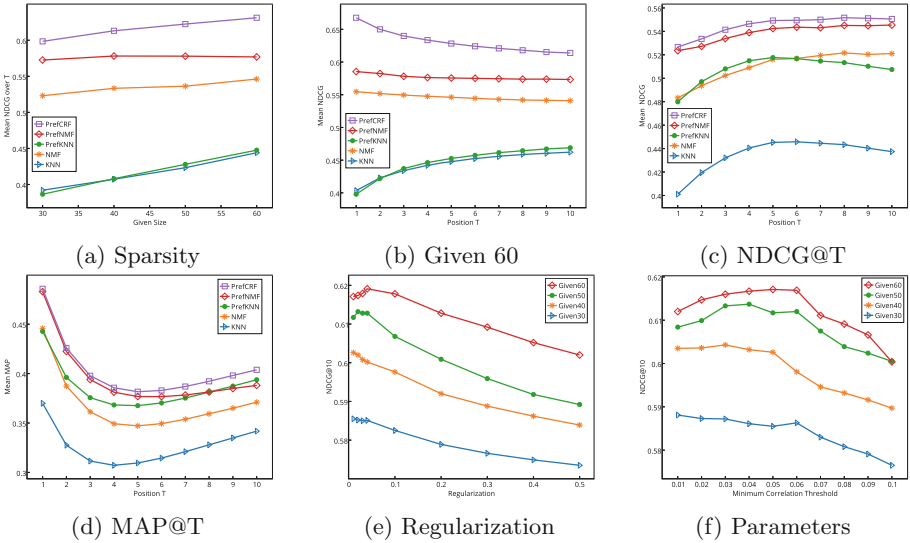 Mean NDCG over T
0.6
0.55
0.5
0.45
0.4
PrefCRF
PrefNMF
PrefKNN
NMF
KNN
30 35 40 45 50 55 60
Given Size
(a) Sparsity
Mean NDCG
0.65
0.6
0.55
0.5
0.45
0.4
PrefCRF
PrefNMF
PrefKNN
NMF
KNN
1 2 3 4 5 6 7 8 9 10
Position T
(b) Given 60
Mean NDCG
0.56
0.54
0.52
0.5
0.48
0.46
0.44
0.42
0.4
PrefCRF
PrefNMF
PrefKNN
NMF
KNN
1 2 3 4 5 6 7 8 9 10
Position T
(c) NDCG@T
Mean MAP
0.45
0.4
0.35
0.3
PrefCRF
PrefNMF
PrefKNN
NMF
KNN
1 2 3 4 5 6 7 8 9 10
Position T
(d) MAP@T
NDCG@10
0.62
0.61
0.60
0.59
0.58
Given60
Given50
Given40
Given30
0 0.1 0.2 0.3 0.4 0.5
Regularization
(e) Regularization
NDCG@10
0.62
0.61
0.60
0.59
0.58
Given60
Given50
Given40
Given30
0.01 0.02 0.03 0.04 0.05 0.06 0.07 0.08 0.09 0.1
Minimum Correlation Threshold
(f) Parameters